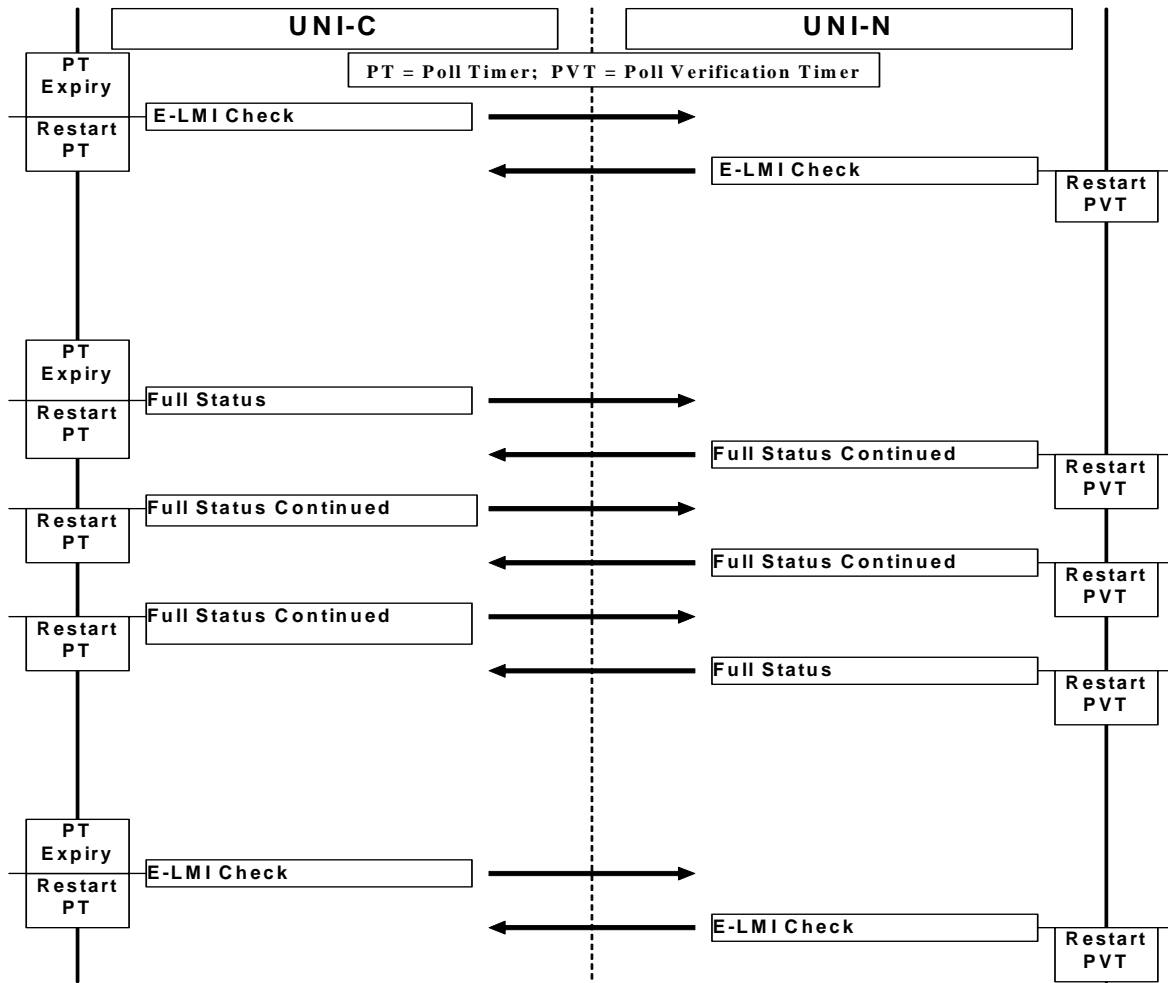 UNI-C
UNI-N
PT = Poll Timer; PVT = Poll Verification Timer
PT
Expiry
E-LMI Check
Restart
PT
E-LMI Check
Restart
PVT
PT
Expiry
Full Status
Restart
PT
Full Status Continued
Restart
PVT
Full Status Continued
Restart
PT
Full Status Continued
Restart
PVT
Full Status Continued
Restart
PT
Full Status
Restart
PVT
PT
Expiry
E-LMI Check
Restart
PT
E-LMI Check
Restart
PVT